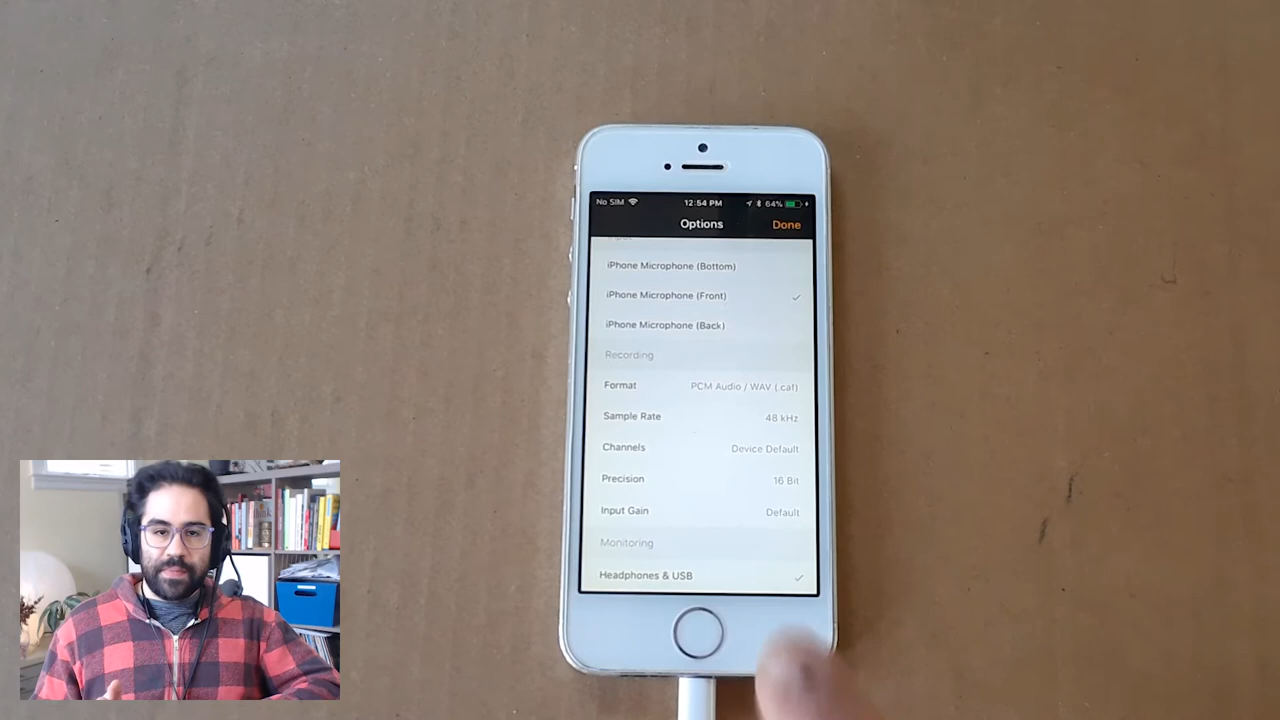 No SIM 12:54 PM 64%
Options Done
Input
iPhone Microphone (Bottom)
iPhone Microphone (Front)
iPhone Microphone (Back)
Recording
Format PCM Audio / WAV (.caf)
Sample Rate 48 kHz
Channels Device Default
Precision 16 Bit
Input Gain Default
Monitoring
Headphones & USB